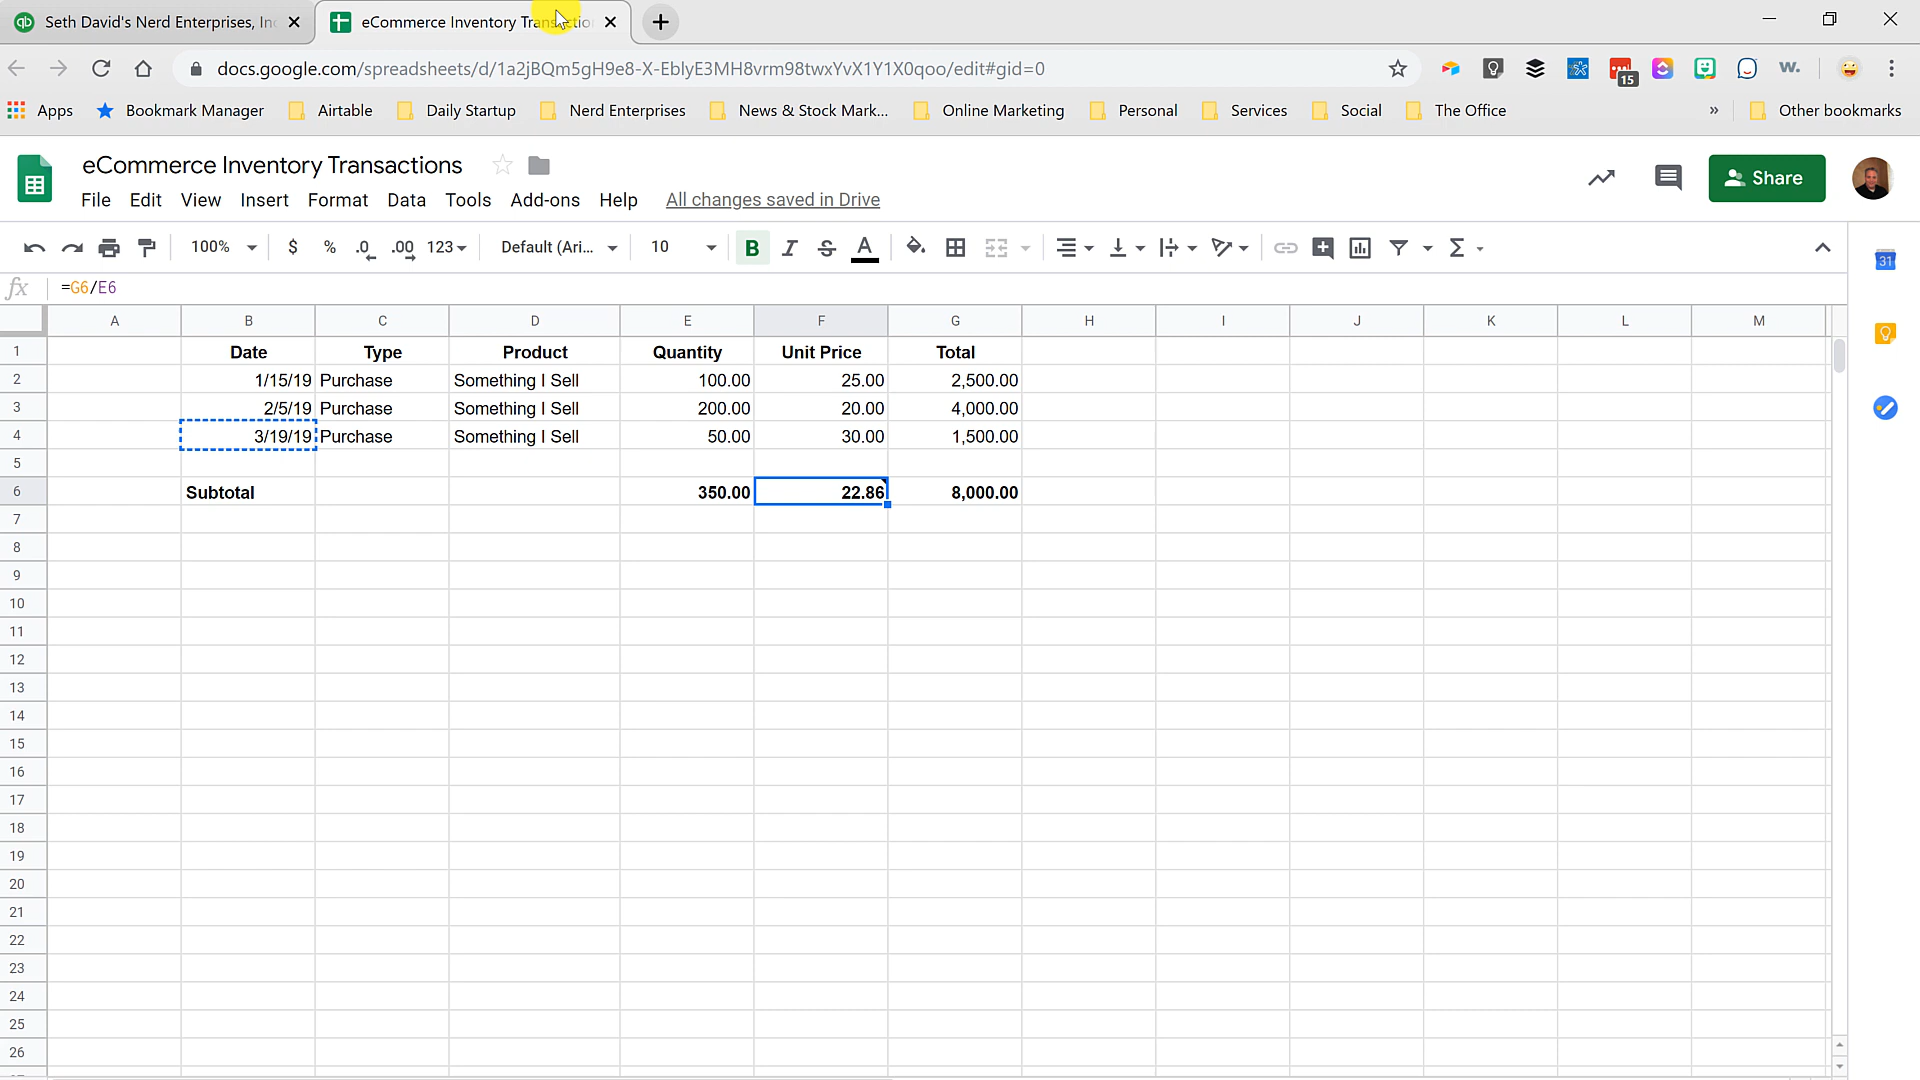 Seth David's Nerd Enterprises, Inc
eCommerce Inventory Transactio
docs.google.com/spreadsheets/d/1a2jBQm5gH9e8-X-EblyE3MH8vrm98twxYvX1Y1X0qoo/edit#gid=0
15
w.
Apps Bookmark Manager Airtable Daily Startup Nerd Enterprises News & Stock Mark... Online Marketing Personal Services Social The Office » Other bookmarks
eCommerce Inventory Transactions
File Edit View Insert Format Data Tools Add-ons Help All changes saved in Drive
Share
100% $ % .0 .00 123 Default (Ari... 10 B I S A Σ
31
fx =G6/E6
A B C D E F G H I J K L M
1 Date Type Product Quantity Unit Price Total
2 1/15/19 Purchase Something I Sell 100.00 25.00 2,500.00
3 2/5/19 Purchase Something I Sell 200.00 20.00 4,000.00
4 3/19/19 Purchase Something I Sell 50.00 30.00 1,500.00
5
6 Subtotal 350.00 22.86 8,000.00
7
8
9
10
11
12
13
14
15
16
17
18
19
20
21
22
23
24
25
26